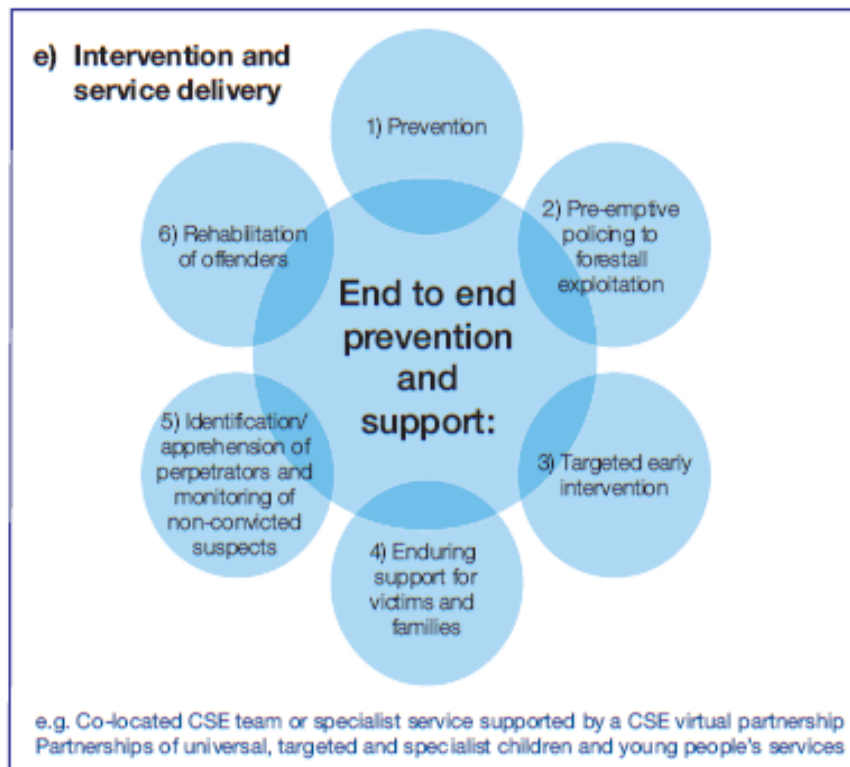 e) Intervention and
service delivery
1) Prevention
2) Pre-emptive
policing to
forestall
exploitation
3) Targeted early
intervention
4) Enduring
support for
victims and
families
5) Identification/
apprehension of
perpetrators and
monitoring of
non-convicted
suspects
6) Rehabilitation
of offenders
End to end
prevention
and
support:
e.g. Co-located CSE team or specialist service supported by a CSE virtual partnership
Partnerships of universal, targeted and specialist children and young people's services